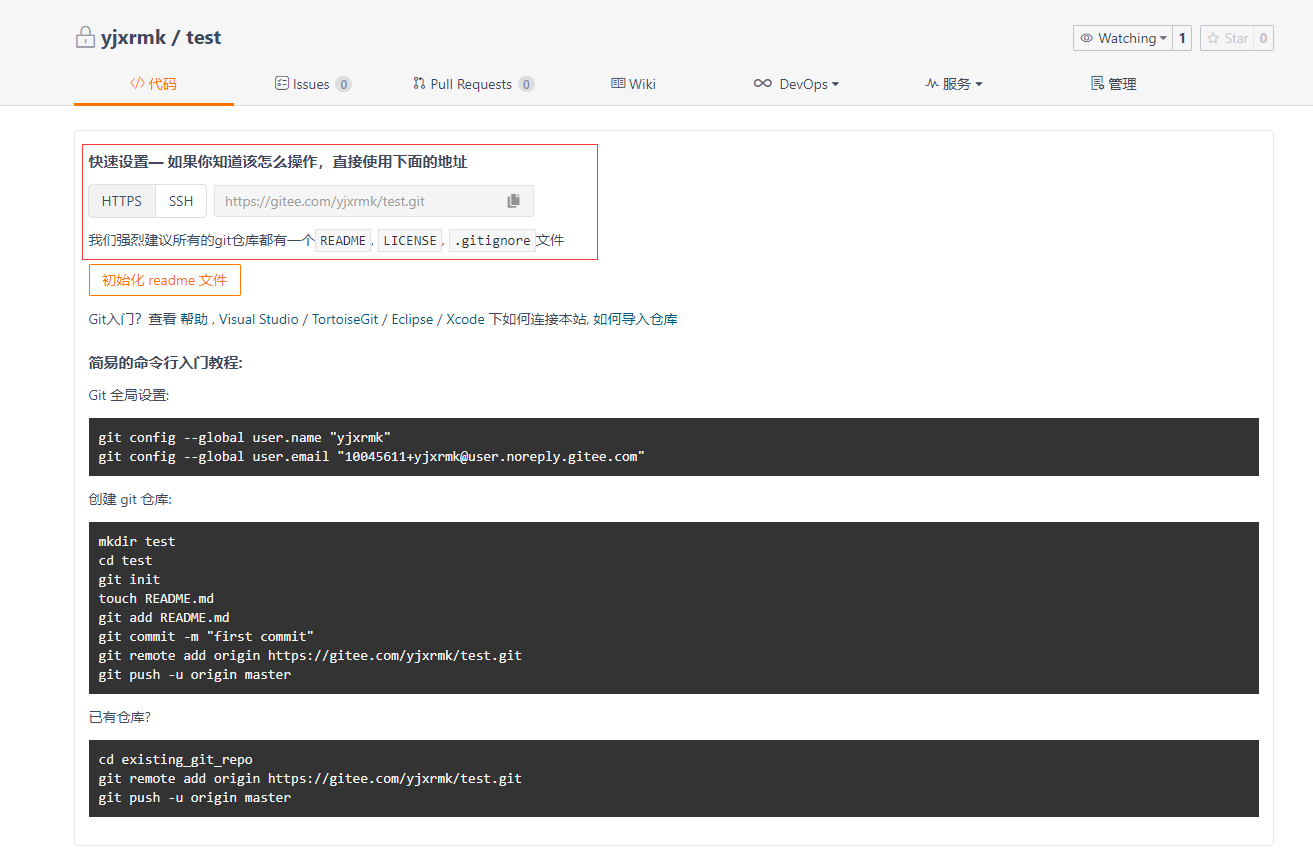 yjxrmk / test
Watching 1 Star 0
代码 Issues 0 Pull Requests 0 Wiki DevOps 服务 管理
快速设置— 如果你知道该怎么操作，直接使用下面的地址
HTTPS SSH https://gitee.com/yjxrmk/test.git
我们强烈建议所有的git仓库都有一个 README, LICENSE, .gitignore 文件
初始化 readme 文件
Git入门？查看 帮助 , Visual Studio / TortoiseGit / Eclipse / Xcode 下如何连接本站, 如何导入仓库
简易的命令行入门教程:
Git 全局设置:
git config --global user.name "yjxrmk"
git config --global user.email "10045611+yjxrmk@user.noreply.gitee.com"
创建 git 仓库:
mkdir test
cd test
git init
touch README.md
git add README.md
git commit -m "first commit"
git remote add origin https://gitee.com/yjxrmk/test.git
git push -u origin master
已有仓库?
cd existing_git_repo
git remote add origin https://gitee.com/yjxrmk/test.git
git push -u origin master